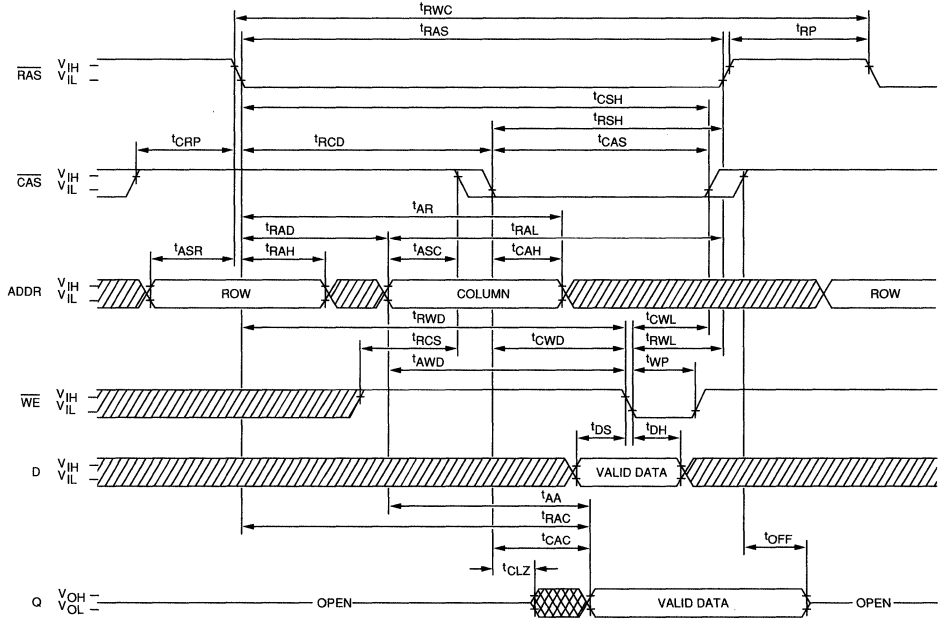 tRWC
tRAS
tRP
RAS VIH
VIL
tCSH
tRSH
tCRP
tRCD
tCAS
CAS VIH
VIL
tAR
tRAD
tRAL
tASR
tRAH
tASC
tCAH
ADDR VIH
VIL
ROW
COLUMN
ROW
tRWD
tCWL
tRCS
tCWD
tRWL
tAWD
tWP
WE VIH
VIL
tDS
tDH
D VIH
VIL
VALID DATA
tAA
tRAC
tCAC
tOFF
tCLZ
Q VOH
VOL
OPEN
VALID DATA
OPEN